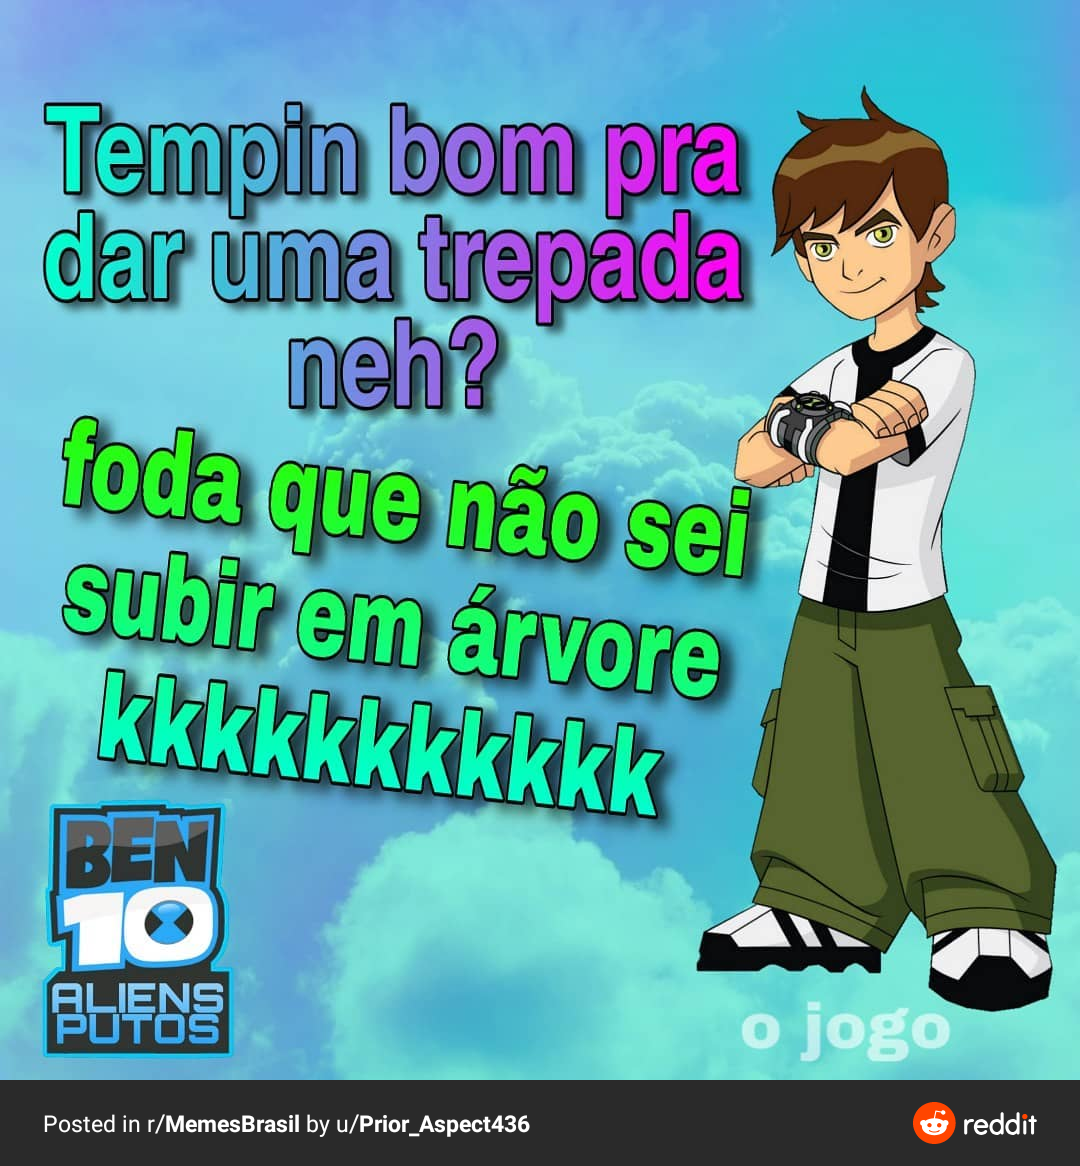 Tempin bom pra
dar uma trepada
neh?
foda que não sei
subir em árvore
kkkkkkkkkkk
BEN
10
ALIENS
PUTOS
o jogo
Posted in r/MemesBrasil by u/Prior_Aspect436
reddit